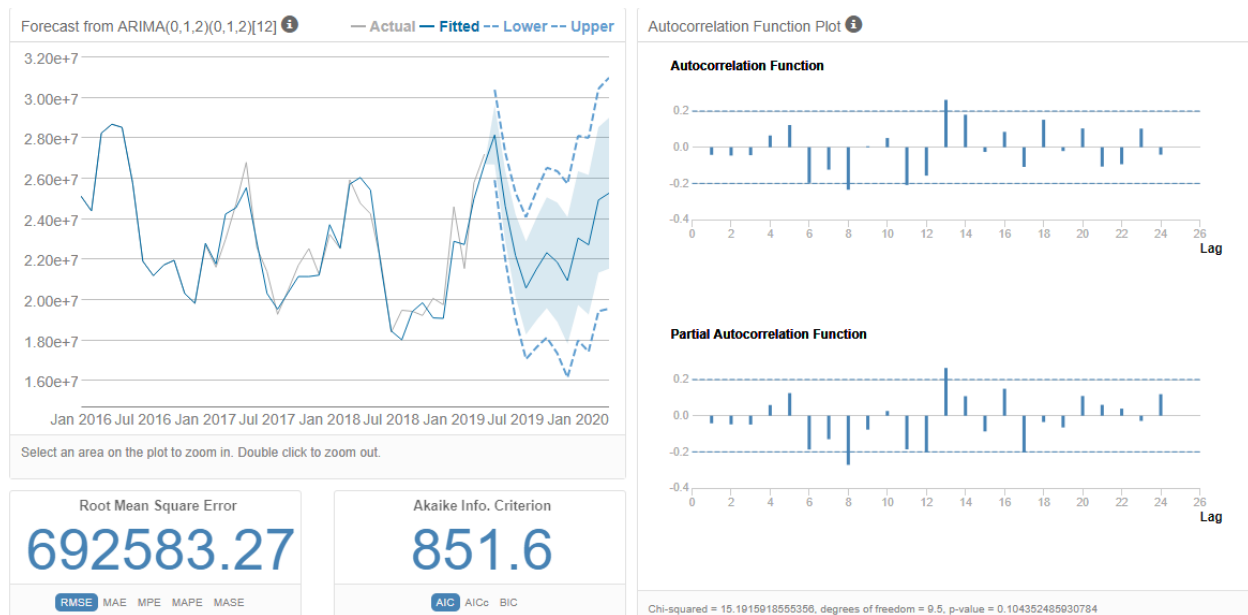 Forecast from ARIMA(0,1,2)(0,1,2)[12]
Actual Fitted Lower Upper
3.20e+7
3.00e+7
2.80e+7
2.60e+7
2.40e+7
2.20e+7
2.00e+7
1.80e+7
1.60e+7
Jan 2016 Jul 2016 Jan 2017 Jul 2017 Jan 2018 Jul 2018 Jan 2019 Jul 2019 Jan 2020
Select an area on the plot to zoom in. Double click to zoom out.
Root Mean Square Error
692583.27
RMSE MAE MPE MAPE MASE
Akaike Info. Criterion
851.6
AIC AICc BIC
Autocorrelation Function Plot
Autocorrelation Function
0.2
0.0
-0.2
-0.4
0 2 4 6 8 10 12 14 16 18 20 22 24 26
Lag
Partial Autocorrelation Function
0.2
0.0
-0.2
-0.4
0 2 4 6 8 10 12 14 16 18 20 22 24 26
Lag
Chi-squared = 15.1915918555356, degrees of freedom = 9.5, p-value = 0.104352485930784